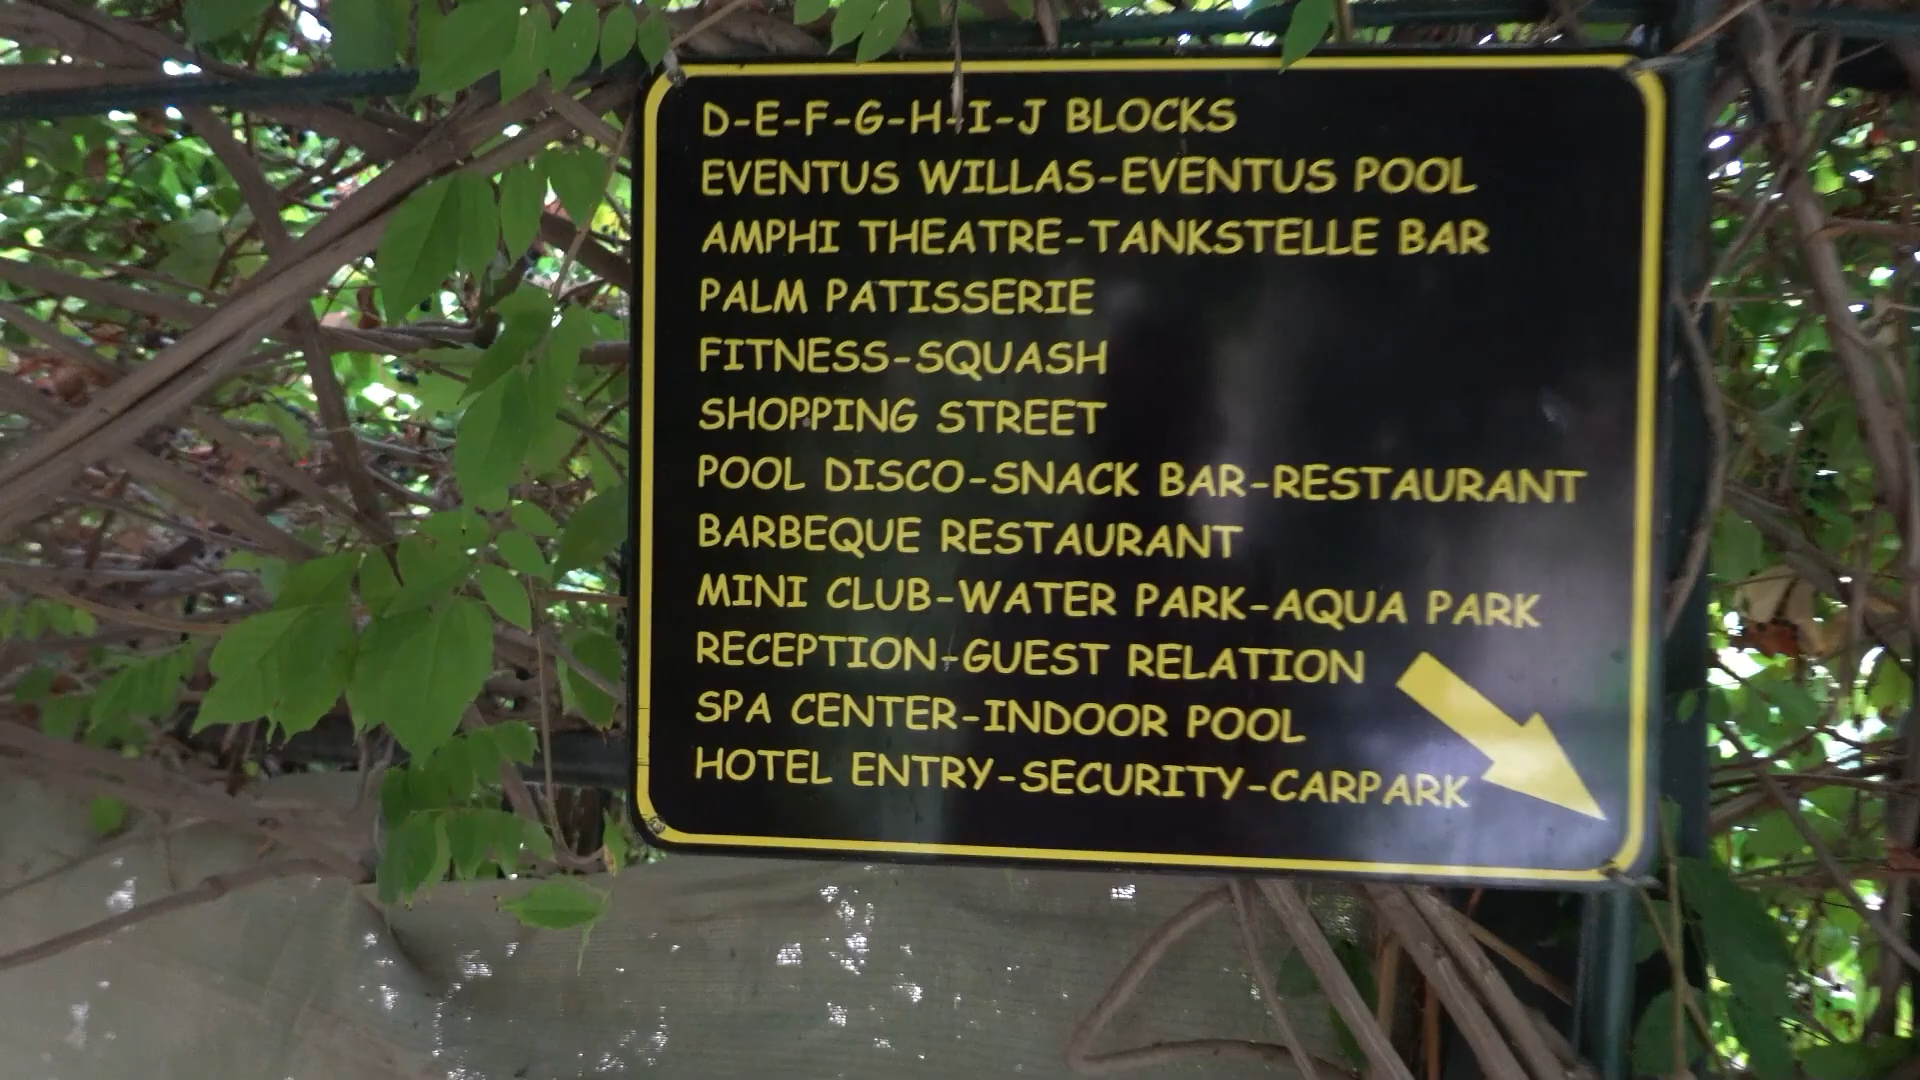 D-E-F-G-H-I-J BLOCKS
EVENTUS WILLAS-EVENTUS POOL
AMPHI THEATRE-TANKSTELLE BAR
PALM PATISSERIE
FITNESS-SQUASH
SHOPPING STREET
POOL DISCO-SNACK BAR-RESTAURANT
BARBEQUE RESTAURANT
MINI CLUB-WATER PARK-AQUA PARK
RECEPTION-GUEST RELATION
SPA CENTER-INDOOR POOL
HOTEL ENTRY-SECURITY-CARPARK